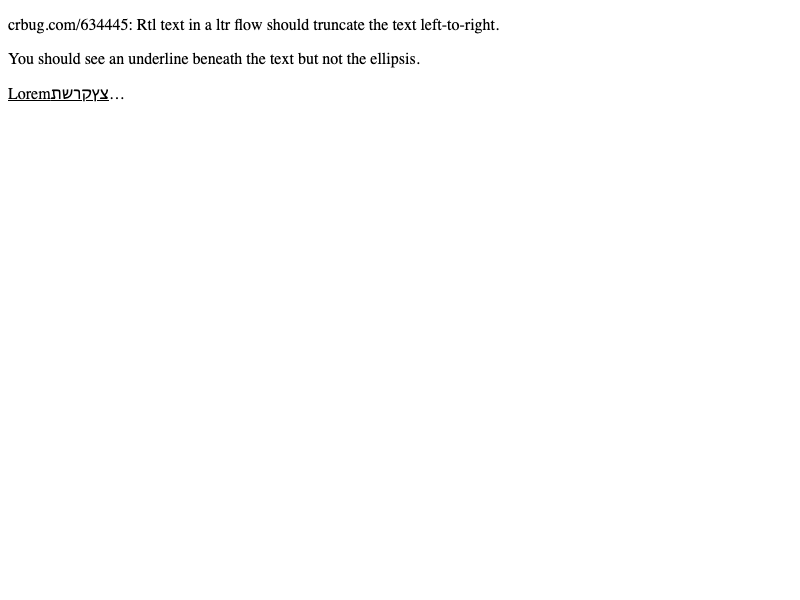 crbug.com/634445: Rtl text in a ltr flow should truncate the text left-to-right.
You should see an underline beneath the text but not the ellipsis.
Loremצץקרשת…